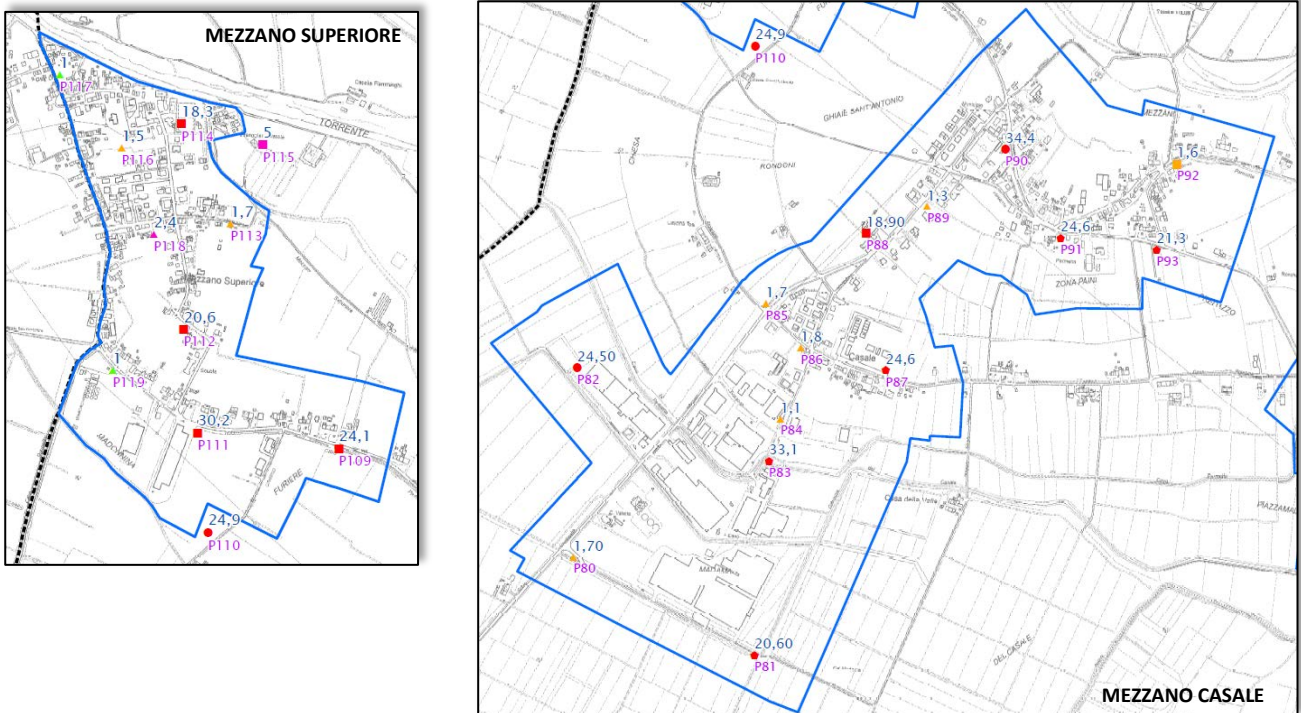 MEZZANO SUPERIORE
1
P117
TORRENTE
18,3
P114
1,5
P116
5
P115
1,7
P113
2,4
P118
Mezzano Superiore
20,6
P112
1
P119
30,2
P111
24,1
P109
FURIERE
24,9
P110
24,9
P110
GHIAIE SANT'ANTONIO
CHIESA
RONDONI
34,4
P90
MEZZANI
1,6
P92
1,3
P89
18,90
P88
24,6
P91
21,3
P93
ZONA PAINI
1,7
P85
1,8
P86
Casale
24,6
P87
24,50
P82
1,1
P84
33,1
P83
1,70
P80
20,60
P81
DEL CASALE
MEZZANO CASALE